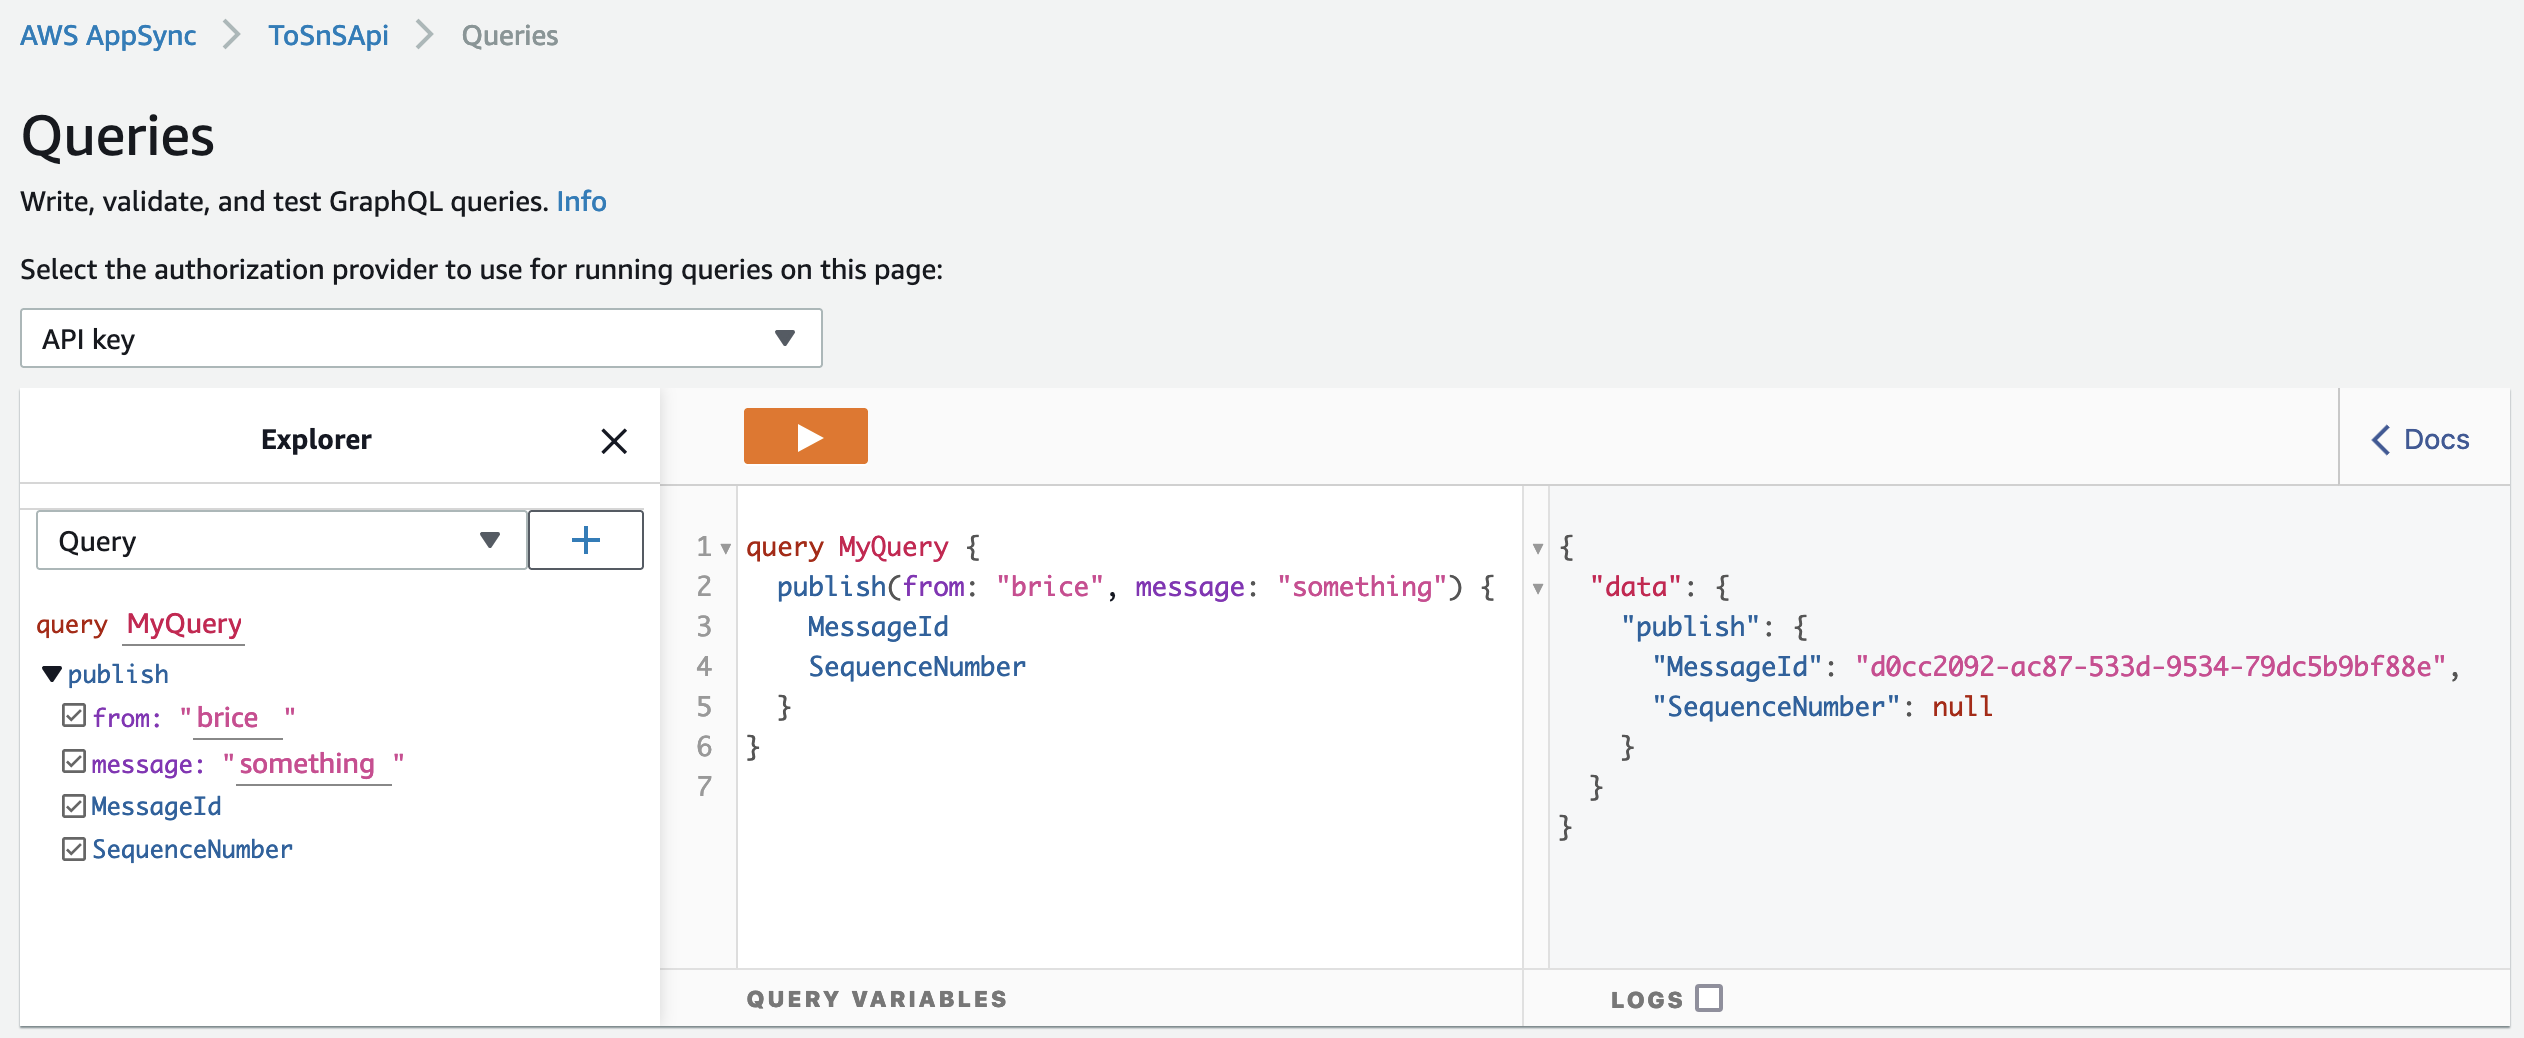 AWS AppSync > ToSnSApi > Queries
Queries
Write, validate, and test GraphQL queries. Info
Select the authorization provider to use for running queries on this page:
API key
Explorer
Query
query MyQuery
publish
from: "brice"
message: "something"
MessageId
SequenceNumber
Docs
1 query MyQuery {
2 publish(from: "brice", message: "something") {
3 MessageId
4 SequenceNumber
5 }
6 }
7
{
"data": {
"publish": {
"MessageId": "d0cc2092-ac87-533d-9534-79dc5b9bf88e",
"SequenceNumber": null
}
}
}
QUERY VARIABLES
LOGS